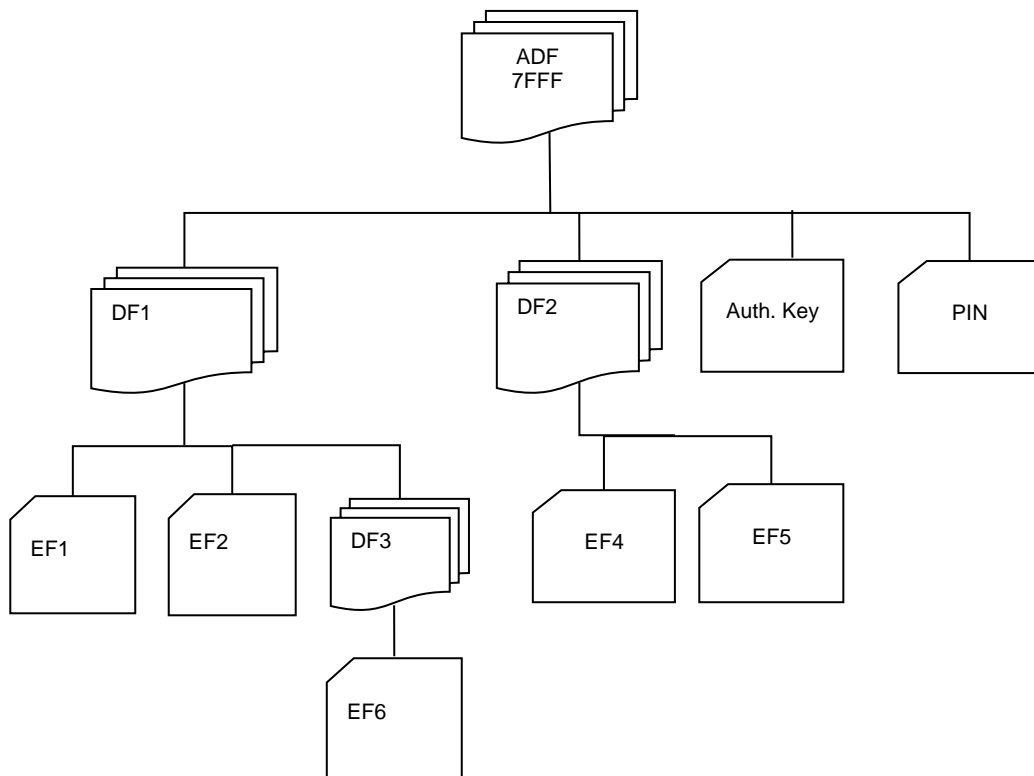 ADF
7FFF
DF1
DF2
Auth. Key
PIN
EF1
EF2
DF3
EF4
EF5
EF6